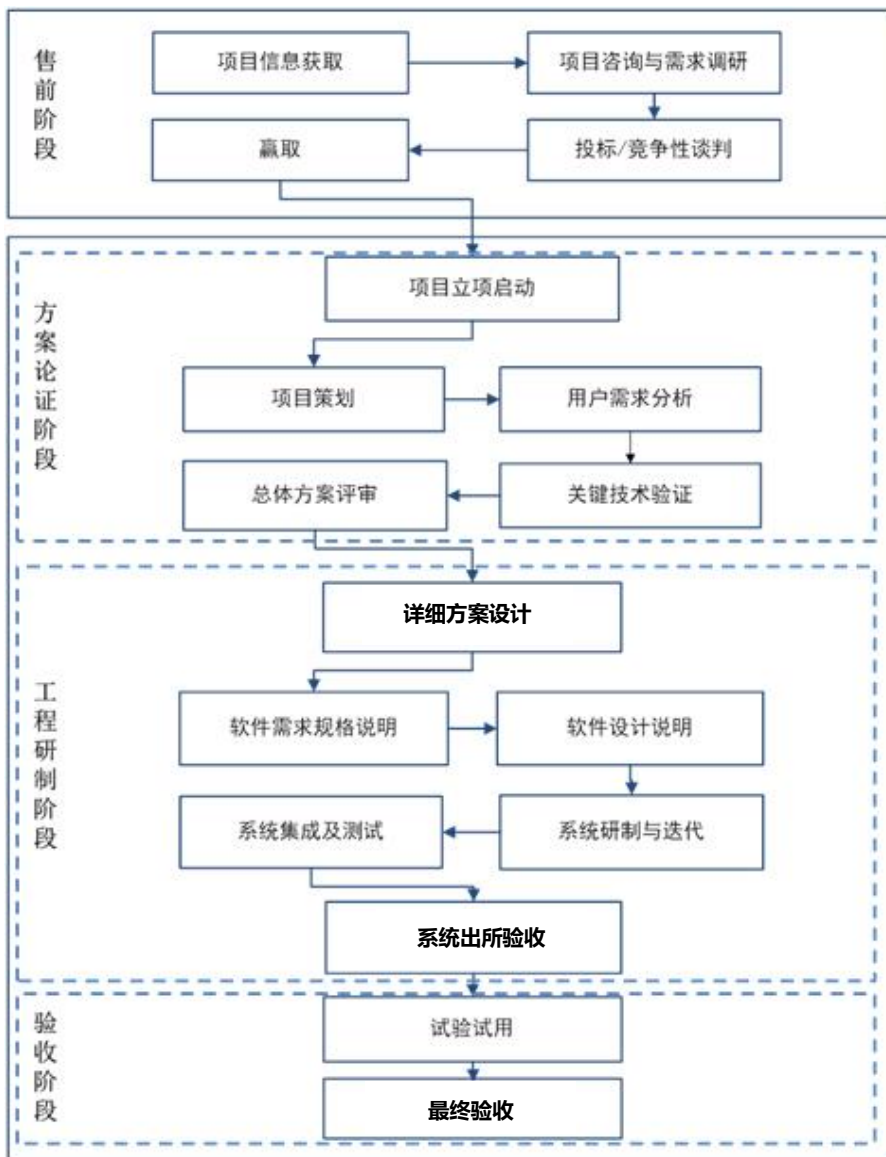 售前阶段
项目信息获取
项目咨询与需求调研
投标/竞争性谈判
赢取
方案论证阶段
项目立项启动
项目策划
用户需求分析
关键技术验证
总体方案评审
工程研制阶段
详细方案设计
软件需求规格说明
软件设计说明
系统研制与迭代
系统集成及测试
系统出所验收
验收阶段
试验试用
最终验收